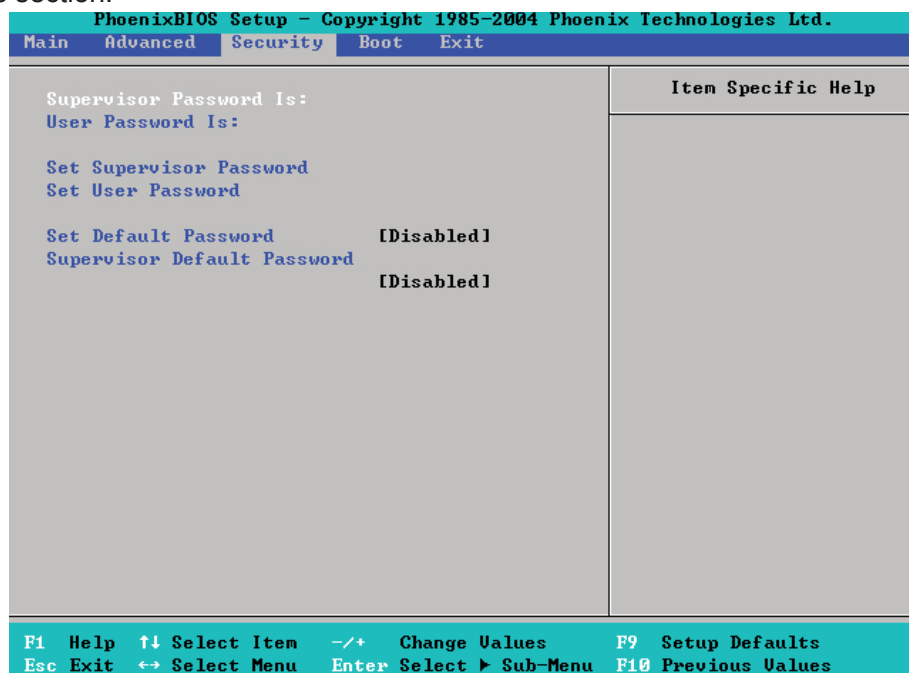 section.
PhoenixBIOS Setup – Copyright 1985–2004 Phoenix Technologies Ltd.
Main Advanced Security Boot Exit
Item Specific Help
Supervisor Password Is:
User Password Is:
Set Supervisor Password
Set User Password
Set Default Password [Disabled]
Supervisor Default Password
[Disabled]
F1 Help ↑↓ Select Item -/+ Change Values F9 Setup Defaults
Esc Exit ↔ Select Menu Enter Select ▶ Sub-Menu F10 Previous Values